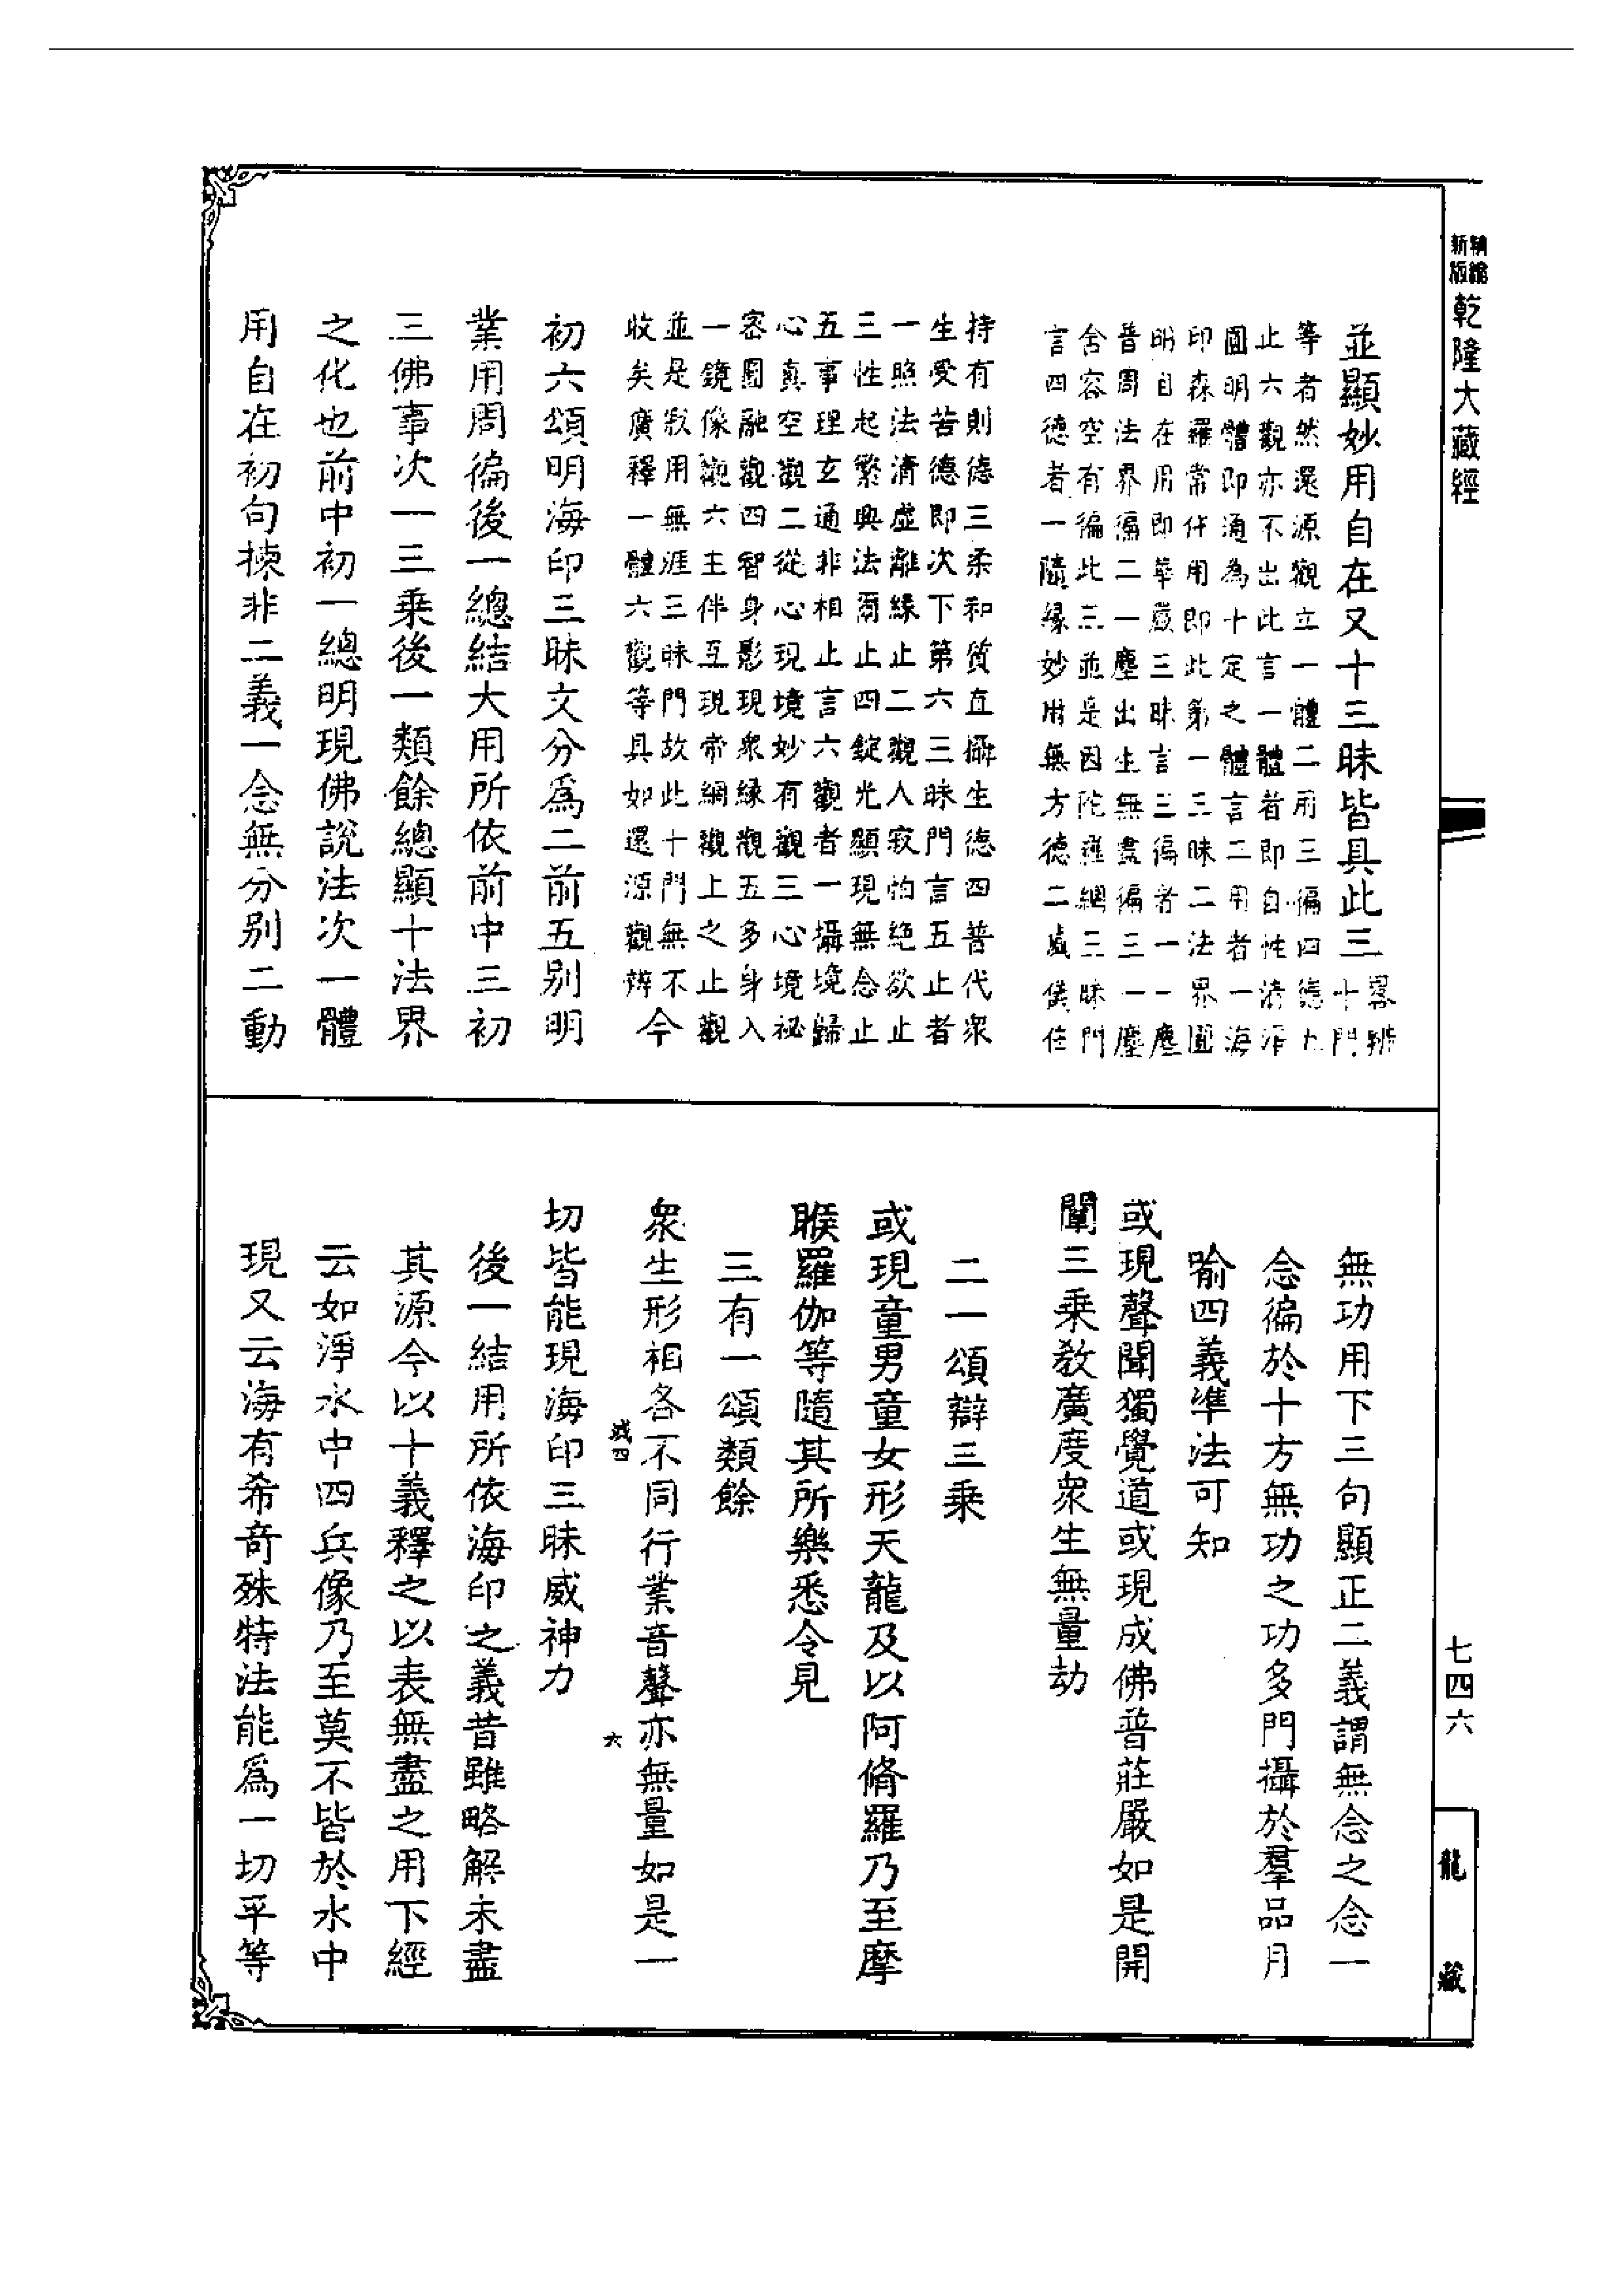 精縮新版 乾隆大藏經
並顯妙用自在又十三昧皆具此三畧辨十門
等者然還源觀立一體二用三徧四德五
止六觀亦不出此言一體者即自性清淨
圓明體即通為十定之體言二用者一海
印森羅常住用即此第一三昧二法界圓
明自在用即華嚴三昧言三徧者一一塵
普周法界徧二一塵出生無盡徧三一塵
含容空有徧此三並是因陀羅網三昧門
言四德者一隨緣妙用無方德二威儀住
持有則德三柔和質直攝生德四普代衆
生受苦德即次下第六三昧門言五止者
一照法清虛離緣止二觀人寂怕絕欲止
三性起繁興法爾止四錠光顯現無念止
五事理玄通非相止言六觀者一攝境歸
心真空觀二從心現境妙有觀三心境祕
密圓融觀四智身影現衆緣觀五多身入
一鏡像觀六主伴互現帝網觀上之止觀
並是寂用無涯三昧門故此十門無不
收矣廣釋一體六觀等具如還源觀辨今
初六頌明海印三昧文分爲二前五别明
業用周徧後一總結大用所依前中三初
三佛事次一三乘後一類餘總顯十法界
之化也前中初一總明現佛說法次一體
用自在初句揀非二義一念無分别二動
無功用下三句顯正二義謂無念之念一
念徧於十方無功之功多門攝於羣品月
喻四義準法可知
或現聲聞獨覺道或現成佛普莊嚴如是開
闡三乘教廣度衆生無量劫
二一頌辯三乘
或現童男童女形天龍及以阿脩羅乃至摩
睺羅伽等隨其所樂悉令見
三有一頌類餘
衆生形相各不同行業音聲亦無量如是一
切皆能現海印三昧威神力
後一結用所依海印之義昔雖略解未盡
其源今以十義釋之以表無盡之用下經
云如淨水中四兵像乃至莫不皆於水中
現又云海有希奇殊特法能爲一切平等
七四六
龍藏